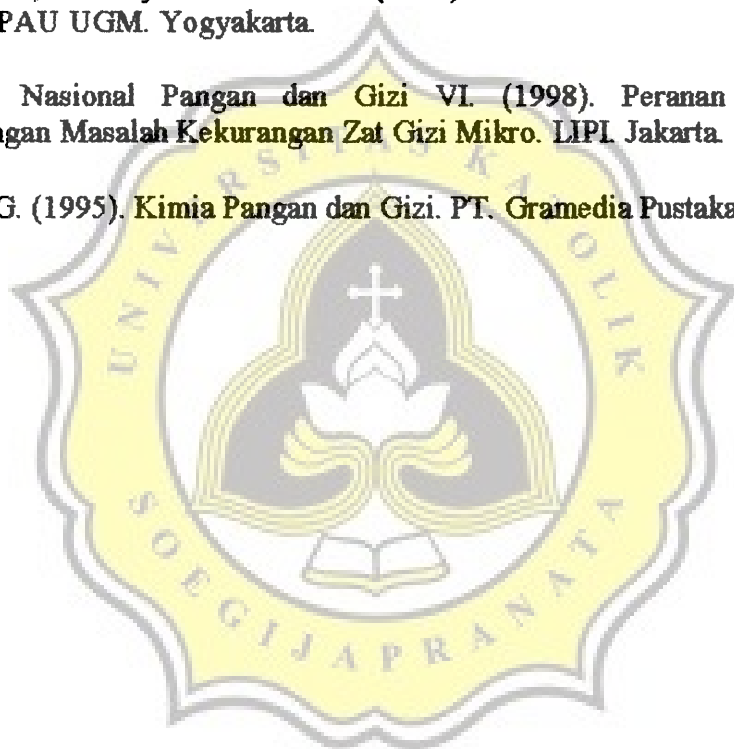 PAU UGM. Yogyakarta.
Nasional Pangan dan Gizi VI. (1998). Peranan
ngan Masalah Kekurangan Zat Gizi Mikro. LIPI. Jakarta.
G. (1995). Kimia Pangan dan Gizi. PT. Gramedia Pustaka
UNIVERSITAS KATOLIK
SOEGIJAPRANATA